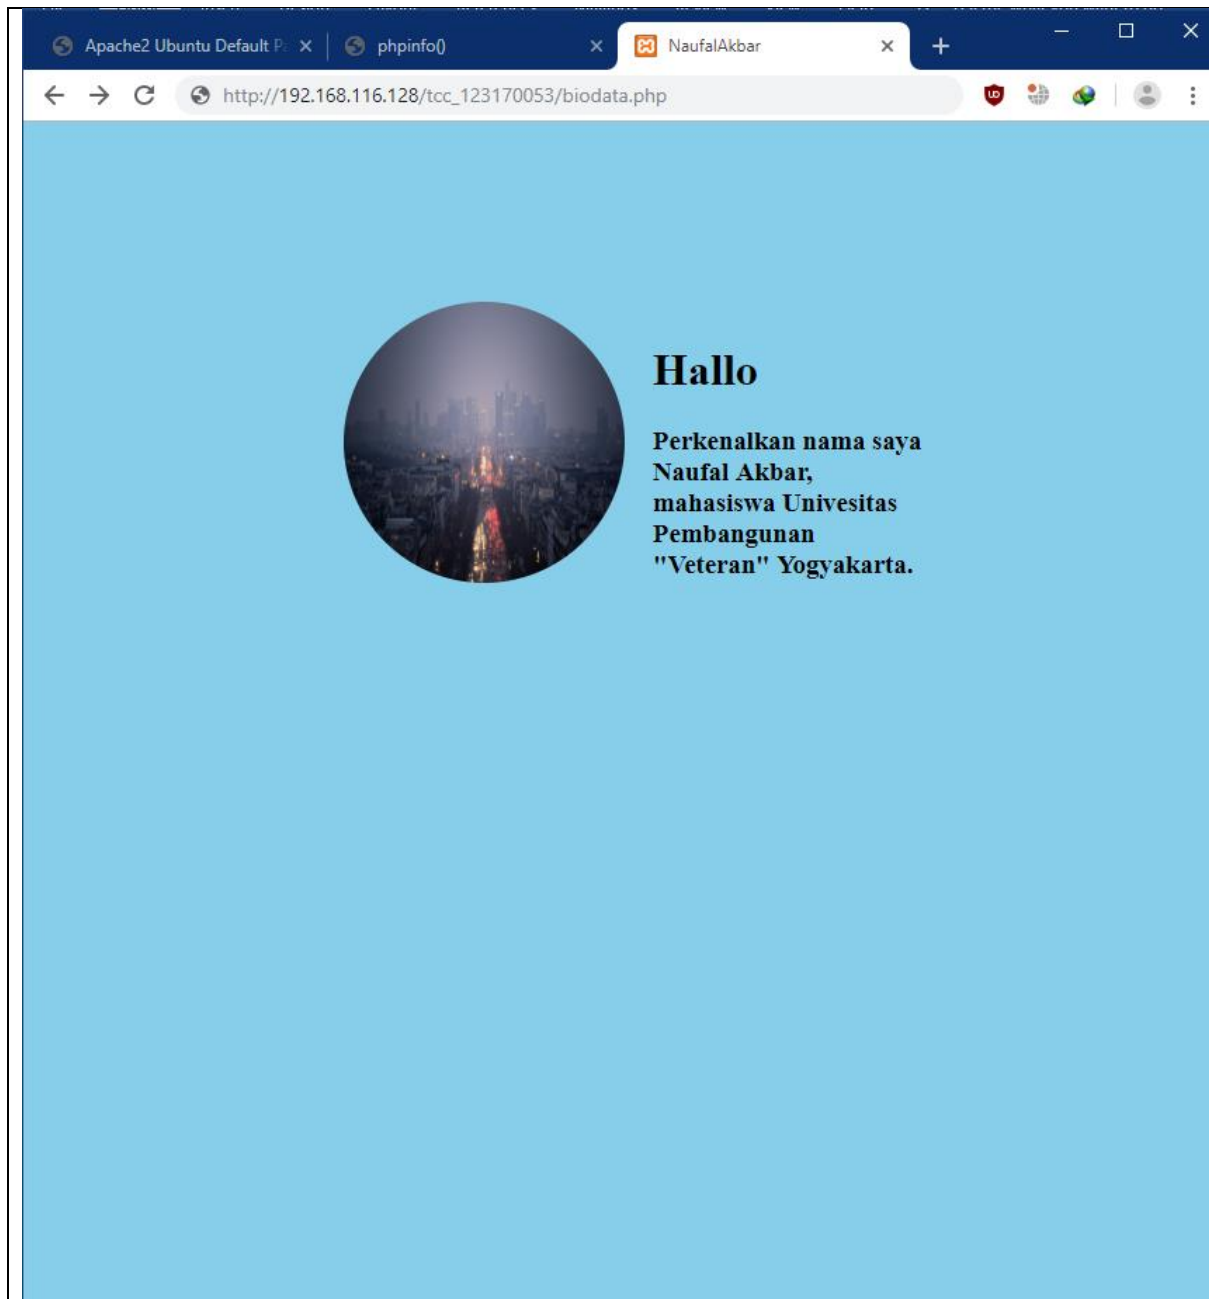 Apache2 Ubuntu Default
phpinfo()
NaufalAkbar
http://192.168.116.128/tcc_123170053/biodata.php
Hallo
Perkenalkan nama saya
Naufal Akbar,
mahasiswa Univesitas
Pembangunan
"Veteran" Yogyakarta.